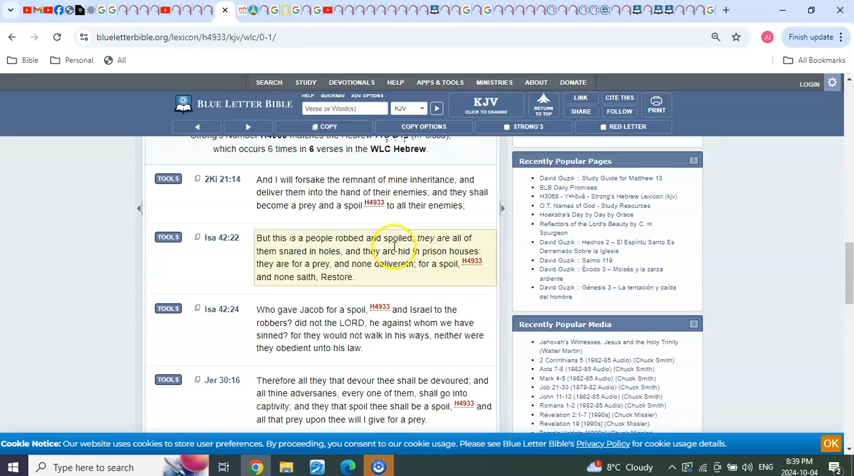 Finish update
blueletterbible.org/lexicon/h4933/kjv/wlc/0-1/
AI
Bible
Personal
All
All Bookmarks
SEARCH STUDY DEVOTIONALS HELP APPS & TOOLS MINISTRIES ABOUT DONATE
LOGIN
BLUE LETTER BIBLE
HELP QUICKNAV ADV. OPTIONS
Verse or Word(s)
KJV
KJV
CLICK TO CHANGE
RETURN
TO TOP
LINK
SHARE
CITE THIS
FOLLOW
PRINT
COPY
COPY OPTIONS
STRONG'S
RED LETTER
which occurs 6 times in 6 verses in the WLC Hebrew.
TOOLS
2Ki 21:14
And I will forsake the remnant of mine inheritance, and
deliver them into the hand of their enemies; and they shall
become a prey and a spoil H4933 to all their enemies;
TOOLS
Isa 42:22
But this is a people robbed and spoiled; they are all of
them snared in holes, and they are hid in prison houses:
they are for a prey, and none delivereth; for a spoil, H4933
and none saith, Restore.
TOOLS
Isa 42:24
Who gave Jacob for a spoil, H4933 and Israel to the
robbers? did not the LORD, he against whom we have
sinned? for they would not walk in his ways, neither were
they obedient unto his law.
TOOLS
Jer 30:16
Therefore all they that devour thee shall be devoured; and
all thine adversaries, every one of them, shall go into
captivity; and they that spoil thee shall be a spoil, H4933 and
all that prey upon thee will I give for a prey.
Recently Popular Pages
David Guzik :: Study Guide for Matthew 13
BLB Daily Promises
H3068 - Yᵉhōvâ - Strong's Hebrew Lexicon (kjv)
O.T. Names of God - Study Resources
Hoekstra's Day by Day by Grace
Reflectors of the Lord's Beauty by C. H.
Spurgeon
David Guzik :: Hechos 2 - El Espíritu Santo Es
Derramado Sobre la Iglesia
David Guzik :: Salmo 119
David Guzik :: Éxodo 3 – Moisés y la zarza
ardiente
David Guzik :: Génesis 3 – La tentación y caída
del hombre
Recently Popular Media
Jehovah's Witnesses, Jesus and the Holy Trinity
(Walter Martin)
2 Corinthians 5 (1982-85 Audio) (Chuck Smith)
Acts 7-8 (1982-85 Audio) (Chuck Smith)
Mark 4-5 (1982-85 Audio) (Chuck Smith)
Job 21-30 (1979-82 Audio) (Chuck Smith)
John 11-12 (1982-85 Audio) (Chuck Smith)
Romans 1-2 (1982-85 Audio) (Chuck Smith)
Revelation 2:1-7 [1990s] (Chuck Missler)
Revelation 19 [1990s] (Chuck Missler)
Cookie Notice: Our website uses cookies to store user preferences. By proceeding, you consent to our cookie usage. Please see Blue Letter Bible's Privacy Policy for cookie usage details.
OK
Type here to search
8°C Cloudy
8:39 PM
2024-10-04